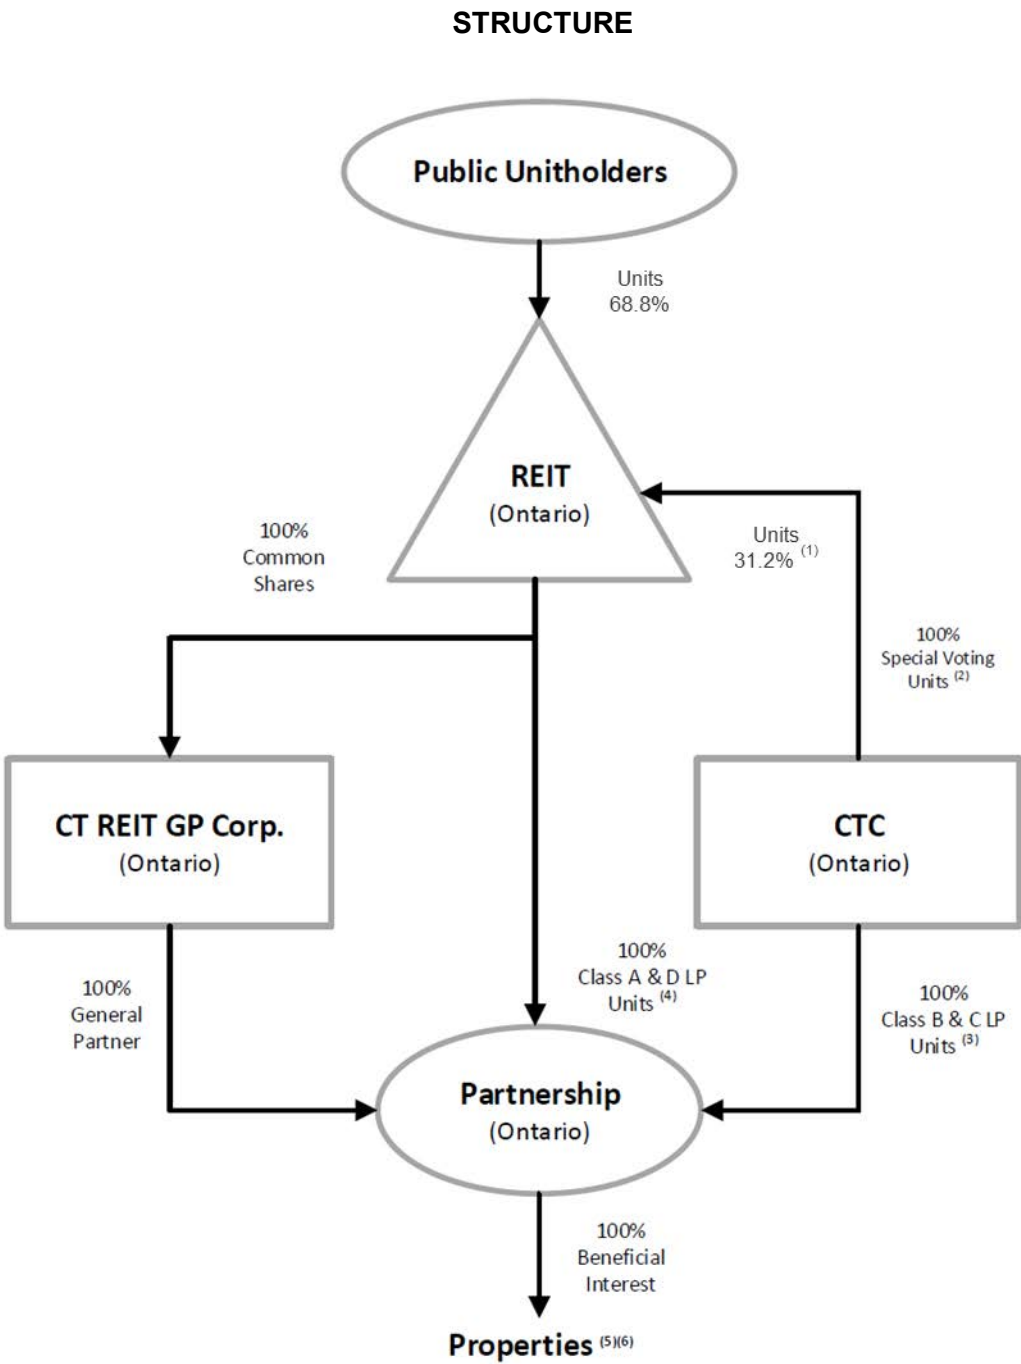 STRUCTURE
Public Unitholders
Units
68.8%
REIT
(Ontario)
Units
31.2% (1)
100%
Common
Shares
100%
Special Voting
Units (2)
CT REIT GP Corp.
(Ontario)
CTC
(Ontario)
100%
General
Partner
100%
Class A & D LP
Units (4)
100%
Class B & C LP
Units (3)
Partnership
(Ontario)
100%
Beneficial
Interest
Properties (5)(6)